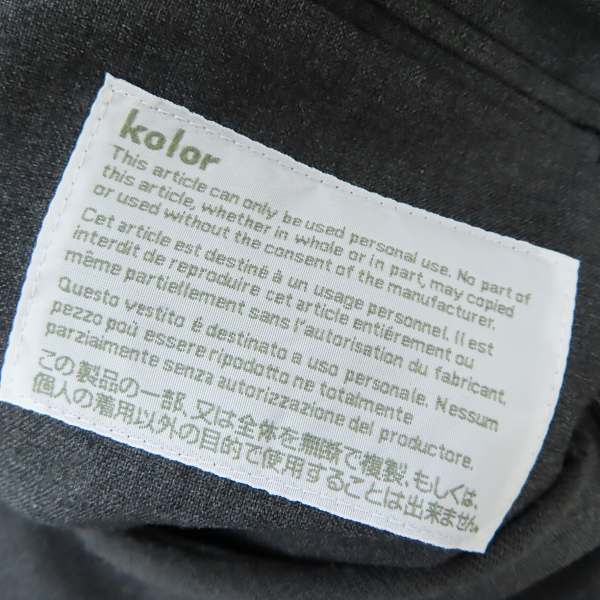 kolor
This article can only be used personal use. No part of
this article, whether in whole or in part, may copied
or used without the consent of the manufacturer.
Cet article est destiné à un usage personnel. Il est
interdit de reproduire cet article entiérement ou
même partiellement sans l'autorisation du fabricant.
Questo vestito é destinato a uso personale. Nessum
pezzo poú essere ripodotto ne totalmente
parzialmente senza autorizzazione del productore.
この製品の一部、又は全体を無断で複製、もしくは、
個人の着用以外の目的で使用することは出来ません。